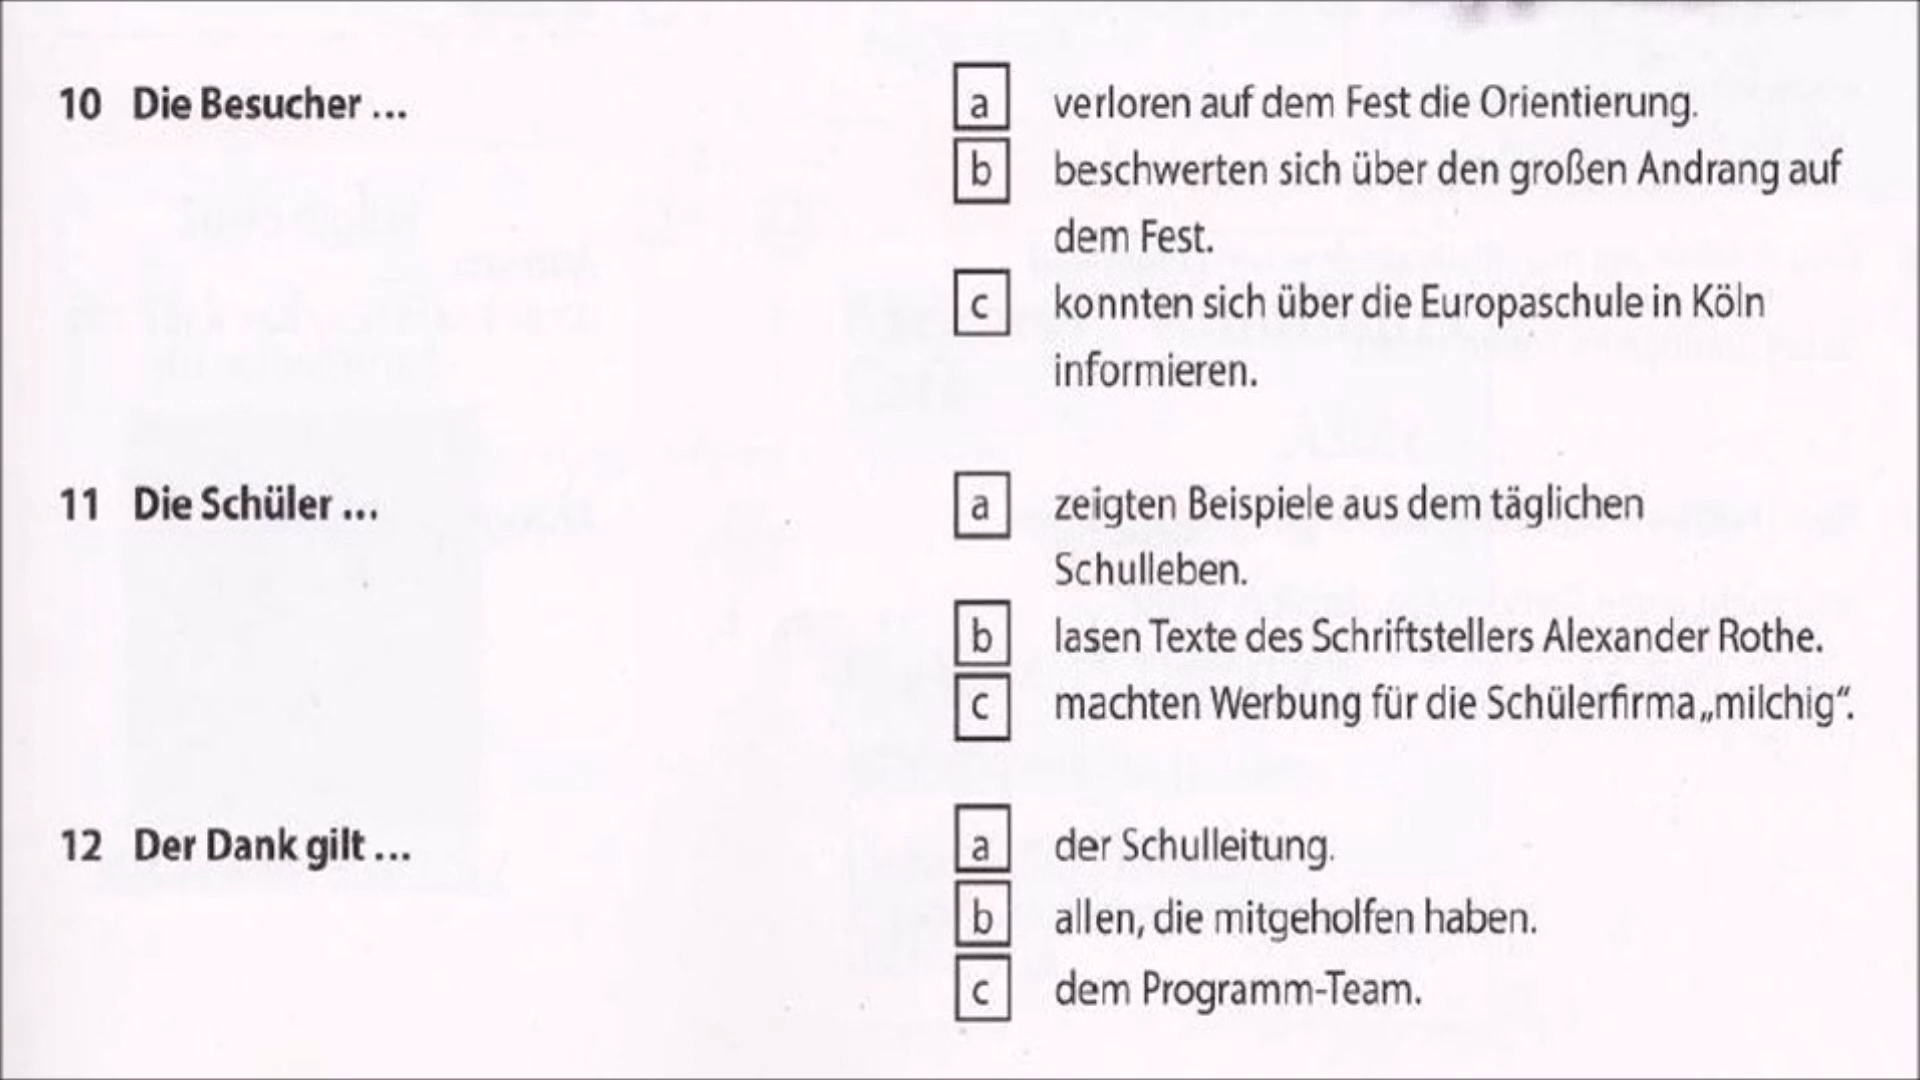 10 Die Besucher ...
a verloren auf dem Fest die Orientierung.
b beschwerten sich über den großen Andrang auf
dem Fest.
c konnten sich über die Europaschule in Köln
informieren.
11 Die Schüler ...
a zeigten Beispiele aus dem täglichen
Schulleben.
b lasen Texte des Schriftstellers Alexander Rothe.
c machten Werbung für die Schülerfirma „milchig“.
12 Der Dank gilt ...
a der Schulleitung.
b allen, die mitgeholfen haben.
c dem Programm-Team.